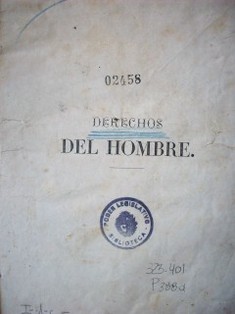 02458
DERECHOS
DEL HOMBRE.
PODER LEGISLATIVO
BIBLIOTECA
323.401